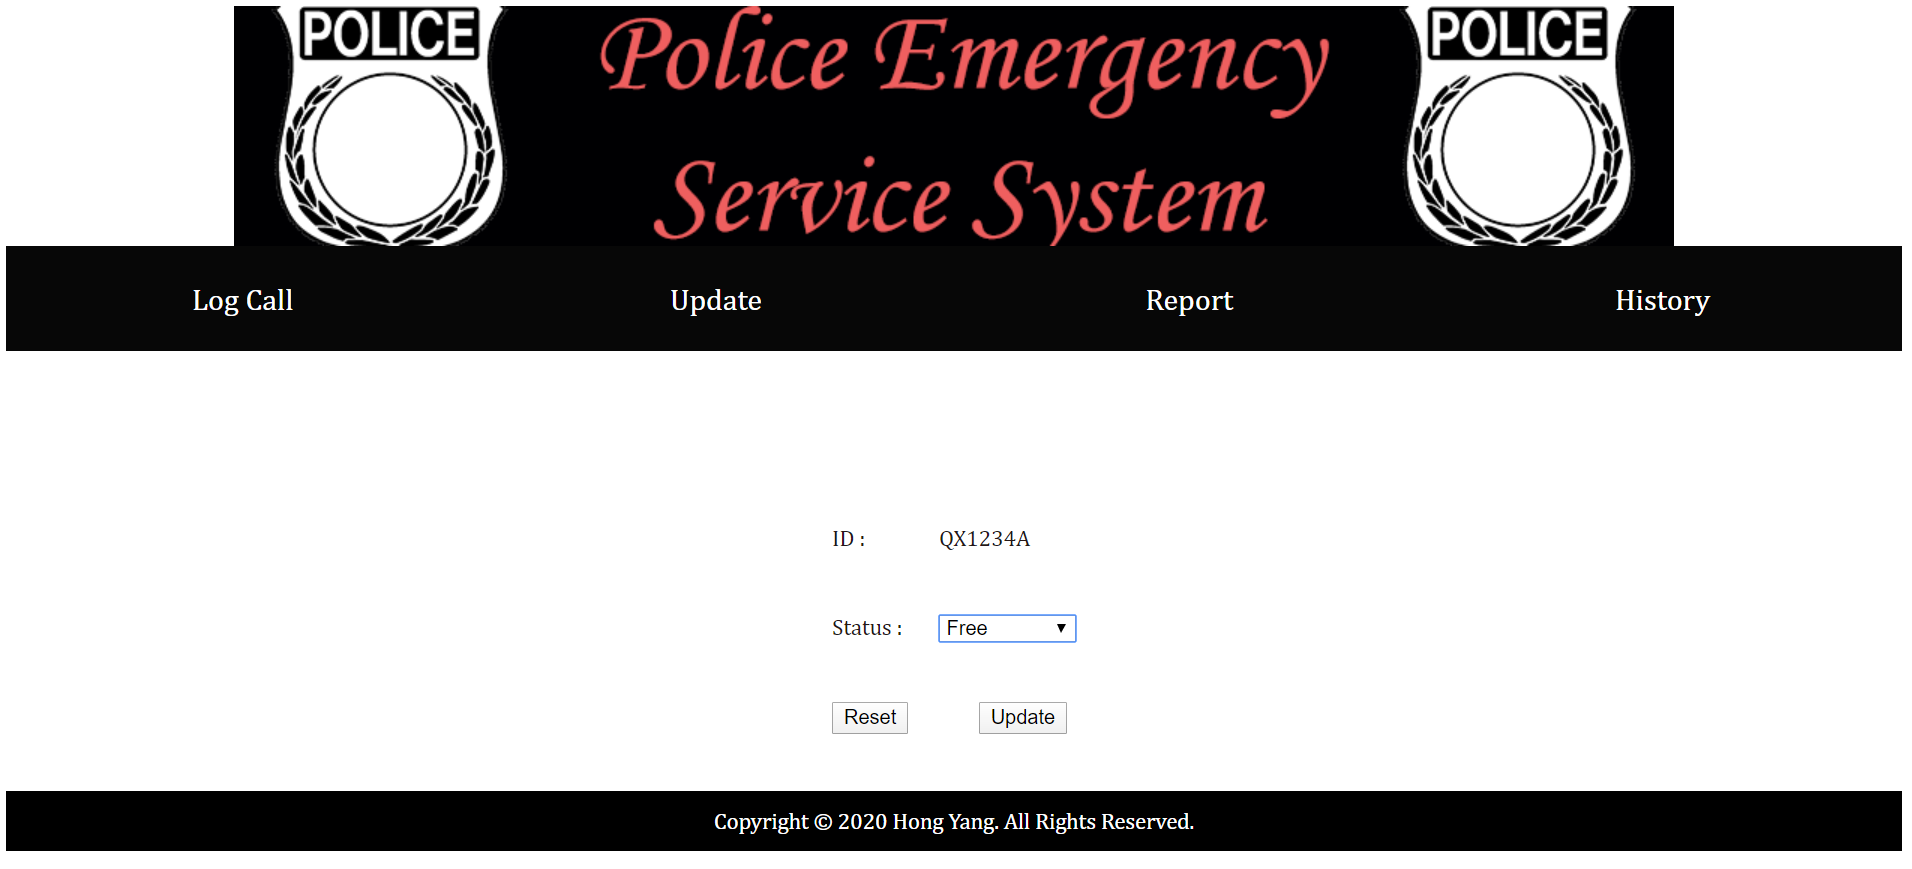 POLICE
Police Emergency
Service System
POLICE
Log Call
Update
Report
History
ID :
QX1234A
Status :
Free
Reset
Update
Copyright © 2020 Hong Yang. All Rights Reserved.